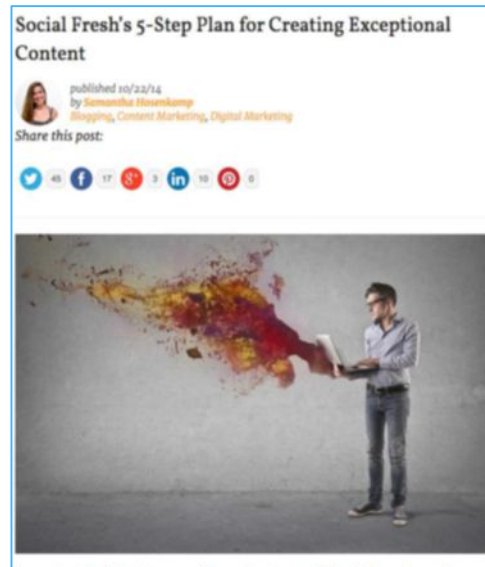 Social Fresh's 5-Step Plan for Creating Exceptional
Content
published 10/22/14
by Samantha Hosenkamp
Blogging, Content Marketing, Digital Marketing
Share this post:
45 f 17 g+ 3 in 10 0